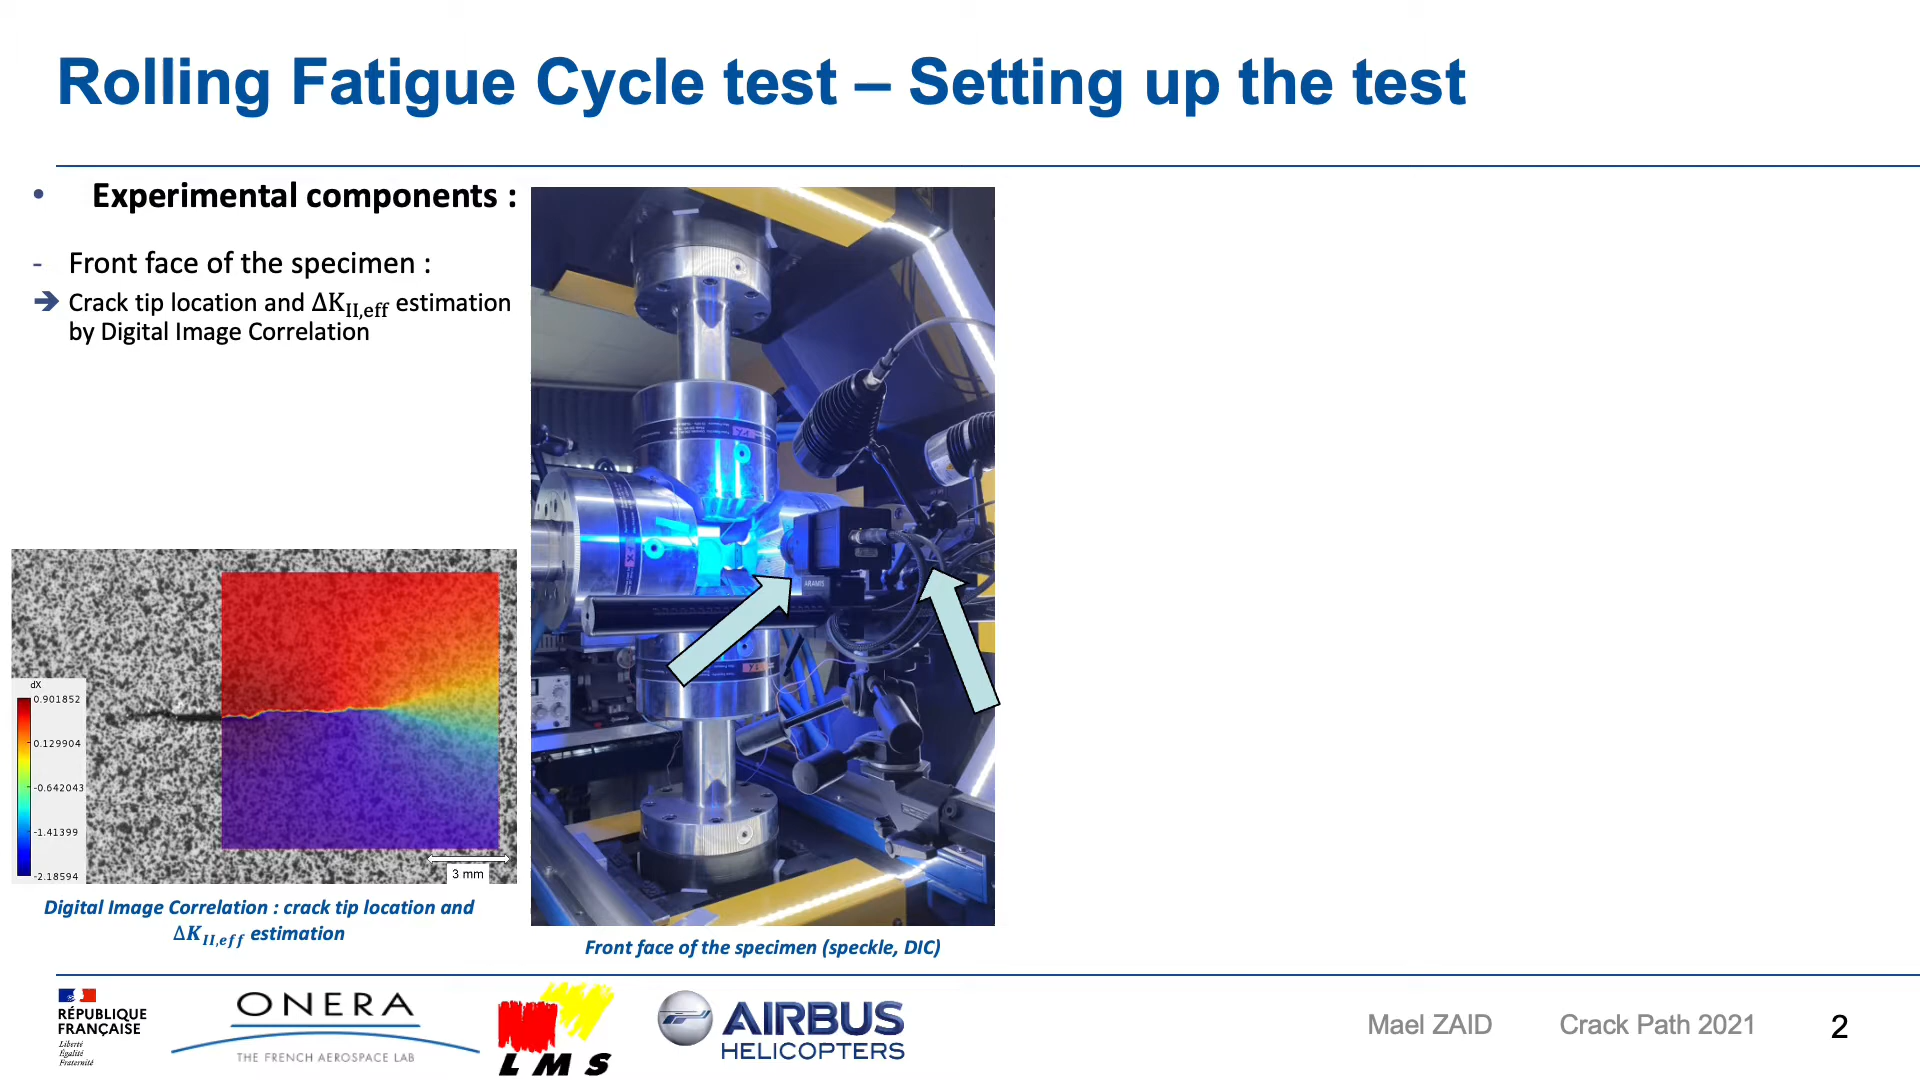 Rolling Fatigue Cycle test – Setting up the test
• Experimental components :
- Front face of the specimen :
➔ Crack tip location and ΔK_II,eff estimation
by Digital Image Correlation
dX
0.901852
0.129904
-0.642043
-1.41399
-2.18594
3 mm
ARAMIS
Digital Image Correlation : crack tip location and
ΔK_II,eff estimation
Front face of the specimen (speckle, DIC)
RÉPUBLIQUE
FRANÇAISE
Liberté
Égalité
Fraternité
ONERA
THE FRENCH AEROSPACE LAB
LMS
AIRBUS
HELICOPTERS
Mael ZAID
Crack Path 2021
2